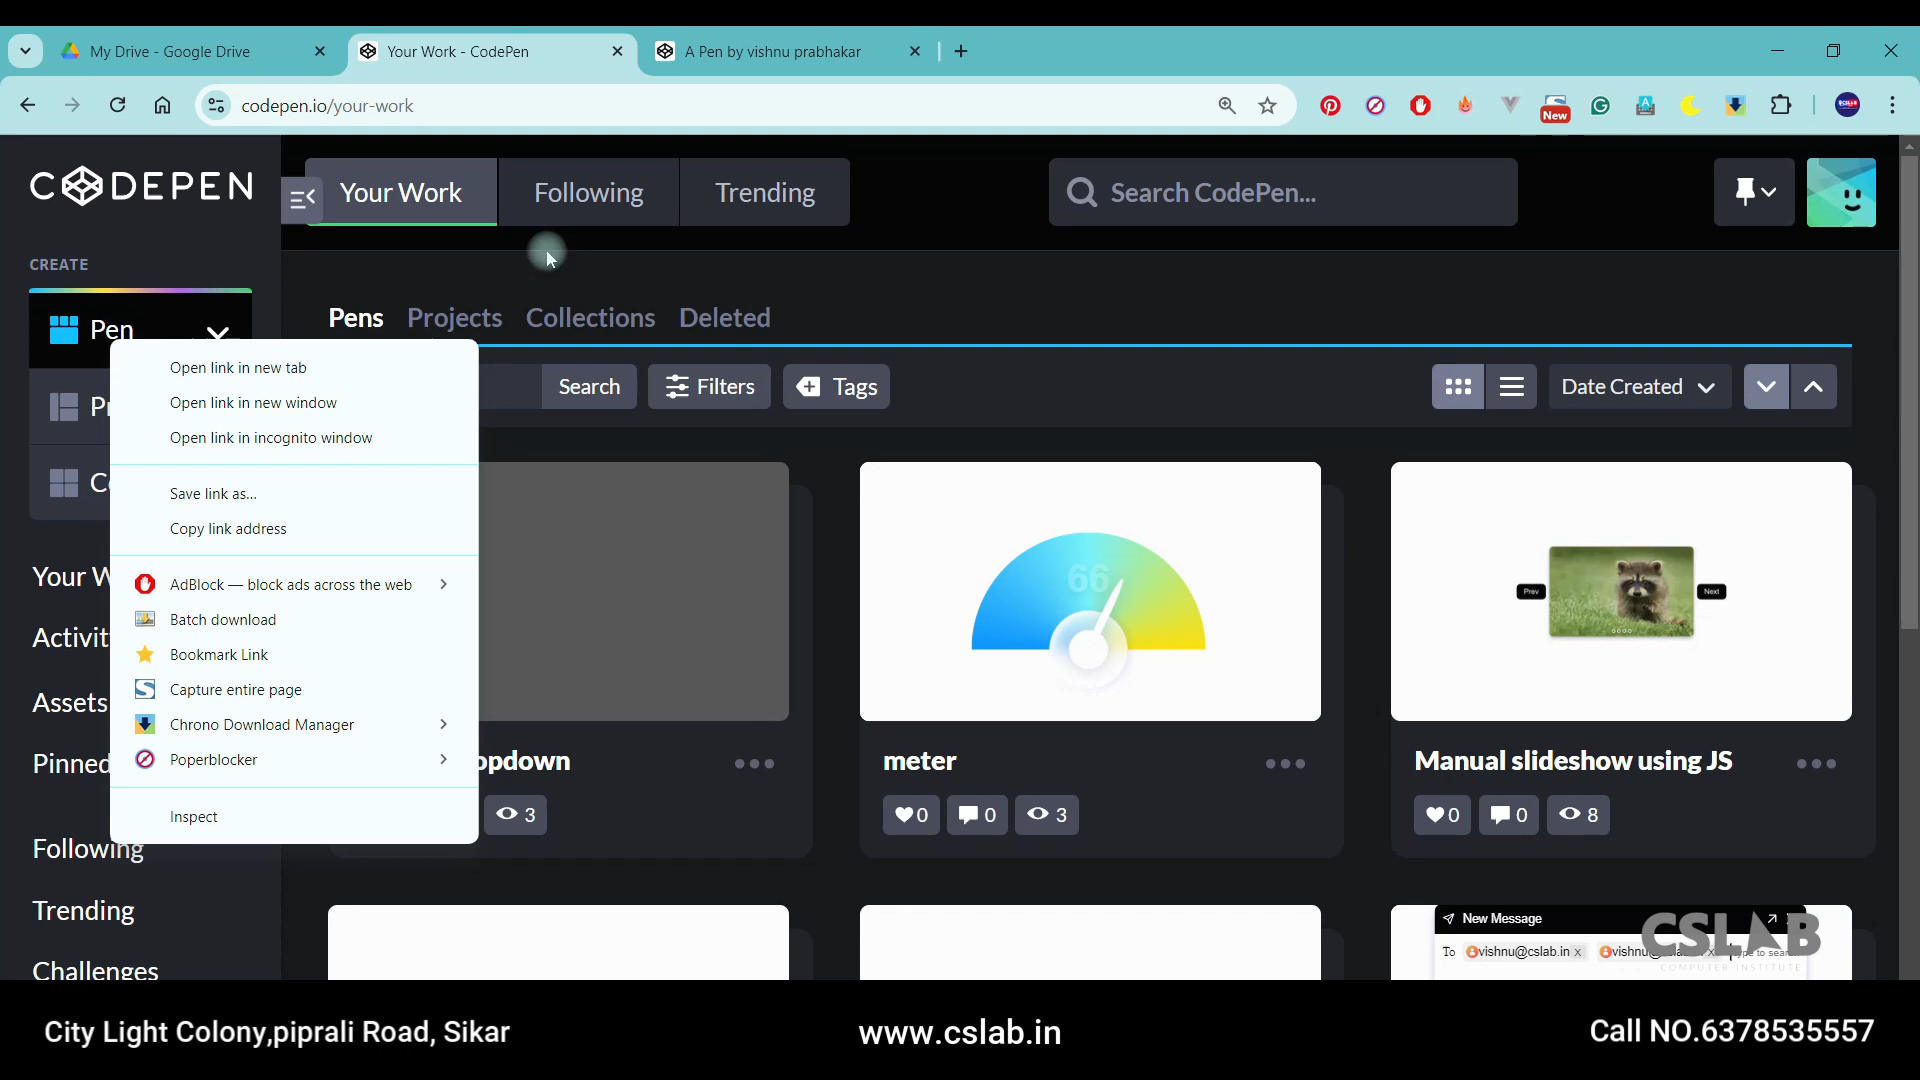 My Drive - Google Drive
Your Work - CodePen
A Pen by vishnu prabhakar
codepen.io/your-work
New
CODEPEN
Your Work
Following
Trending
Search CodePen...
CREATE
Pen
Pens
Projects
Collections
Deleted
Search
Filters
Tags
Date Created
Open link in new tab
Open link in new window
Open link in incognito window
Save link as...
Copy link address
AdBlock — block ads across the web
Batch download
Bookmark Link
Capture entire page
Chrono Download Manager
Poperblocker
Inspect
Your W
Activit
Assets
Pinned
Following
Trending
Challenges
66
Prev
Next
opdown
3
meter
0
0
3
Manual slideshow using JS
0
0
8
New Message
To vishnu@cslab.in x
CSLAB
COMPUTER INSTITUTE
City Light Colony,piprali Road, Sikar
www.cslab.in
Call NO.6378535557